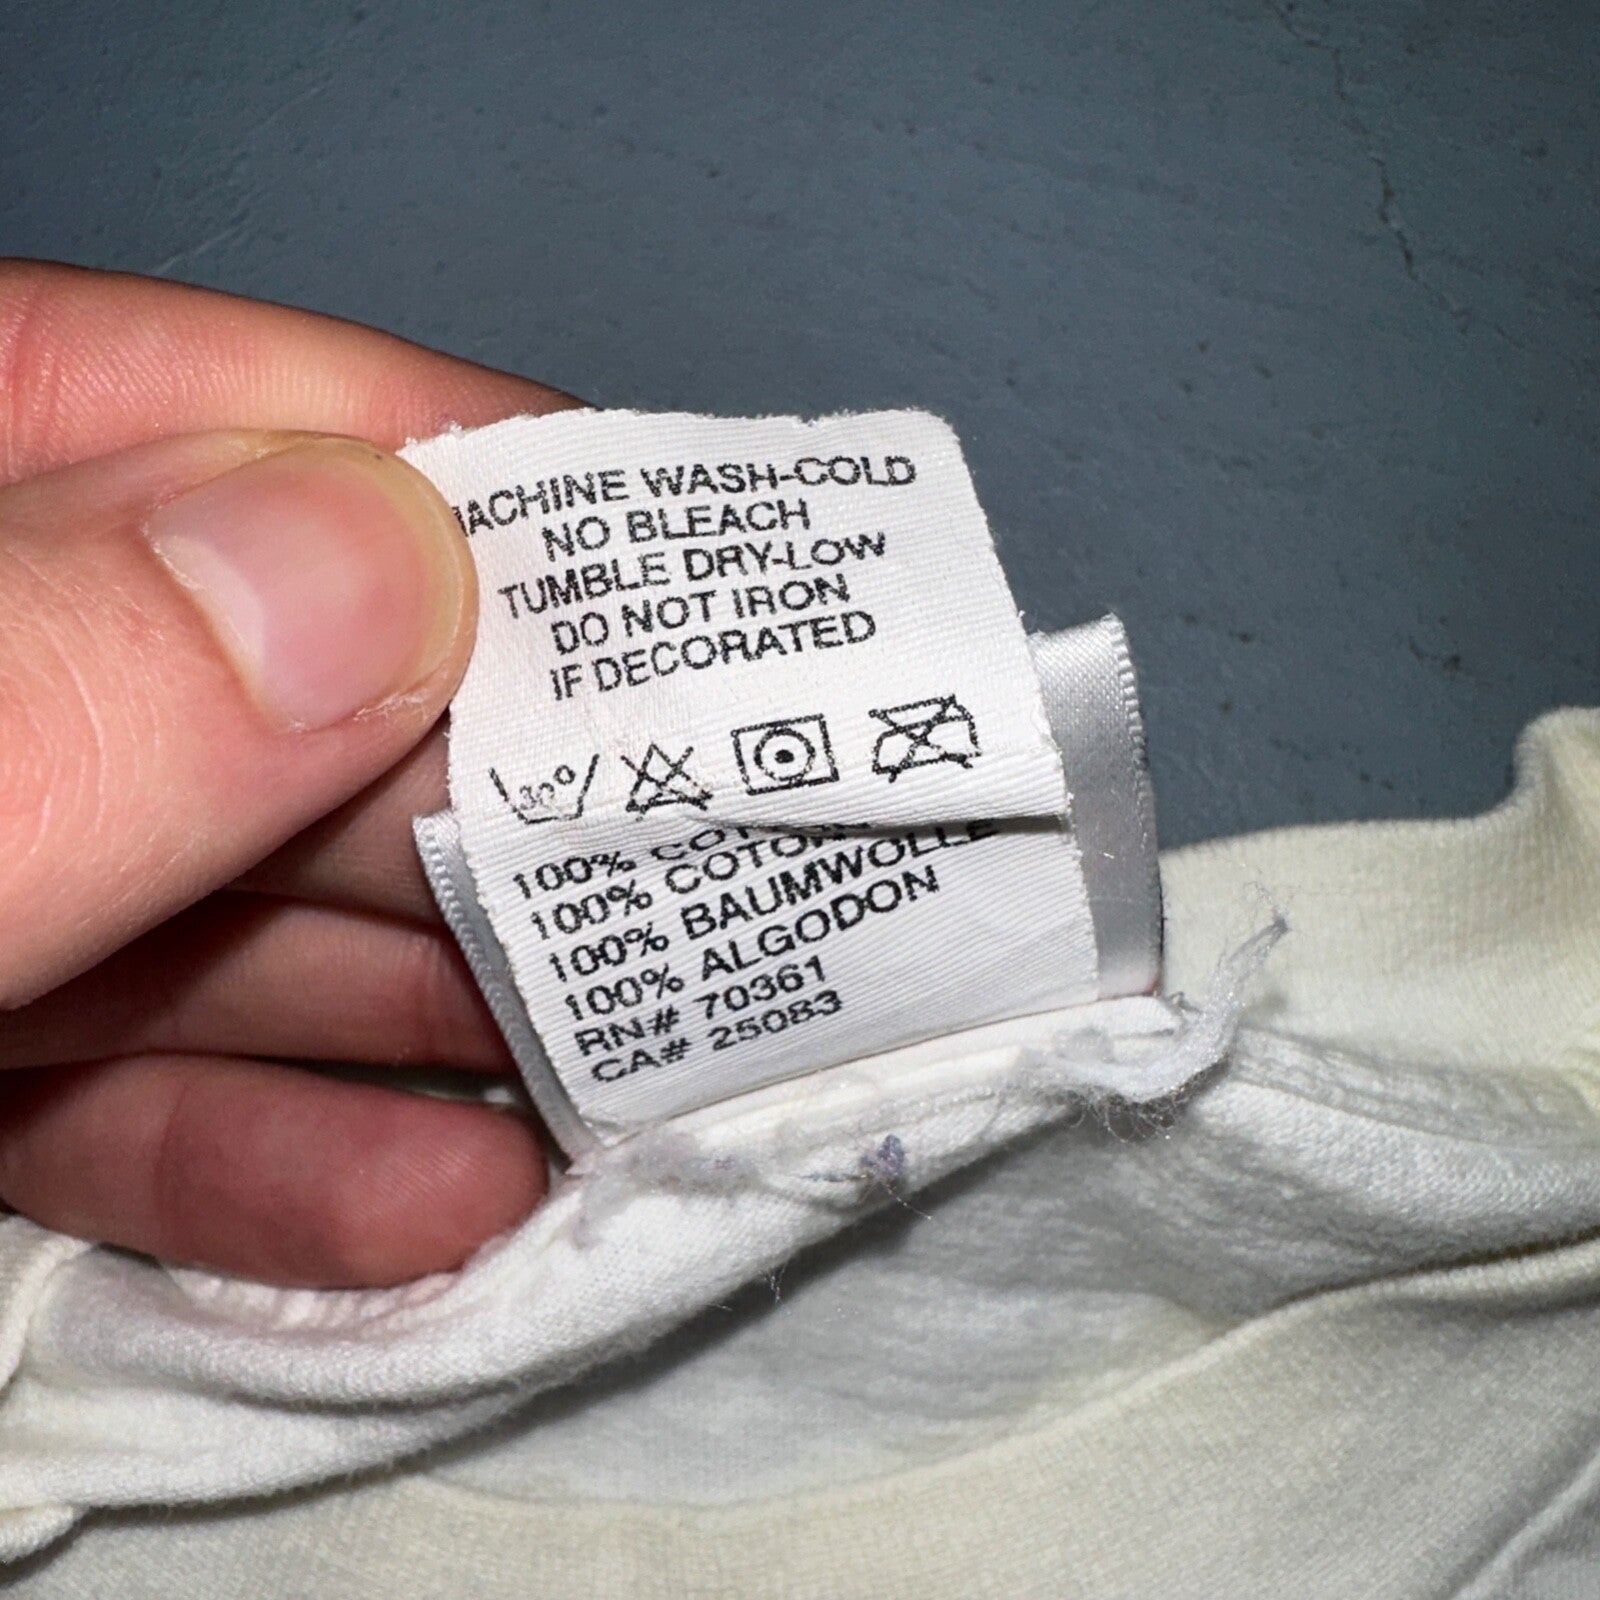 MACHINE WASH-COLD
NO BLEACH
TUMBLE DRY-LOW
DO NOT IRON
IF DECORATED
30°
100%
100% COTON
100% BAUMWOLLE
100% ALGODON
RN# 70361
CA# 25083